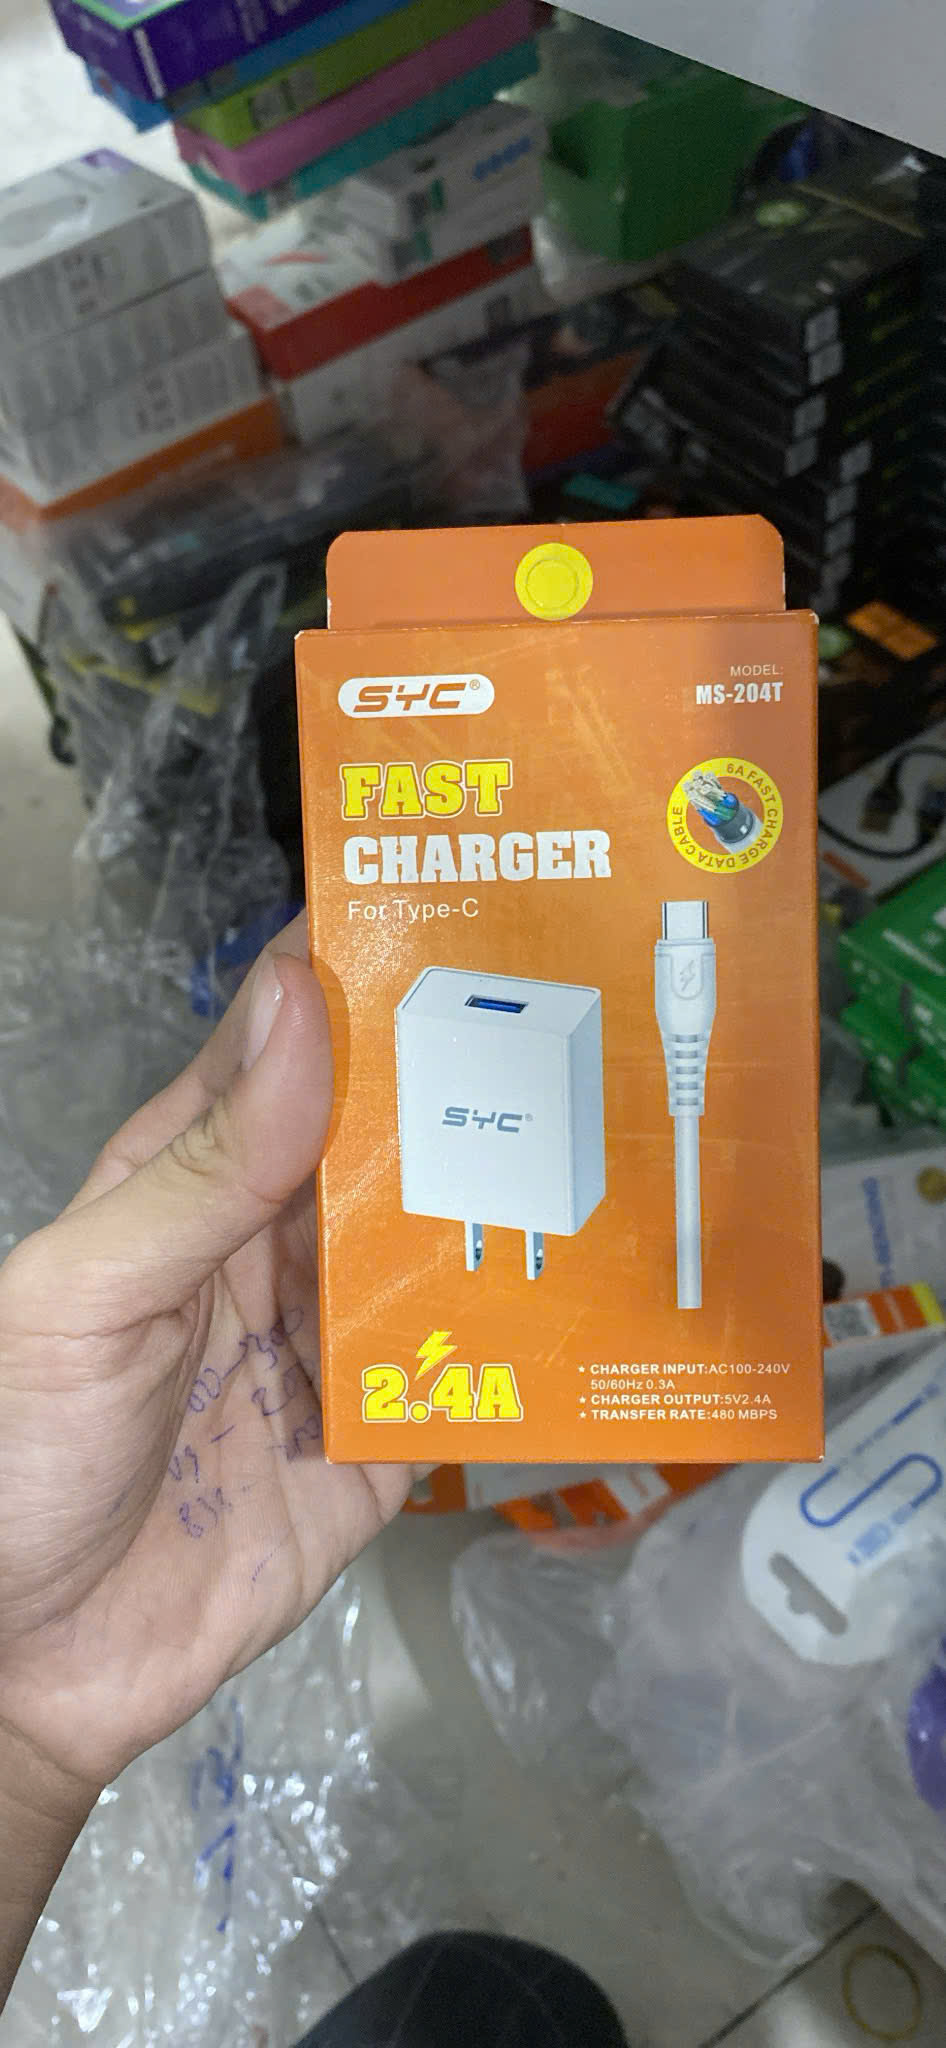 SYC®
MODEL:
MS-204T
FAST
CHARGER
For Type-C
6A FAST CHARGE DATA CABLE
SYC®
2.4A
★ CHARGER INPUT:AC100-240V
50/60Hz 0.3A
★ CHARGER OUTPUT:5V2.4A
★ TRANSFER RATE:480 MBPS